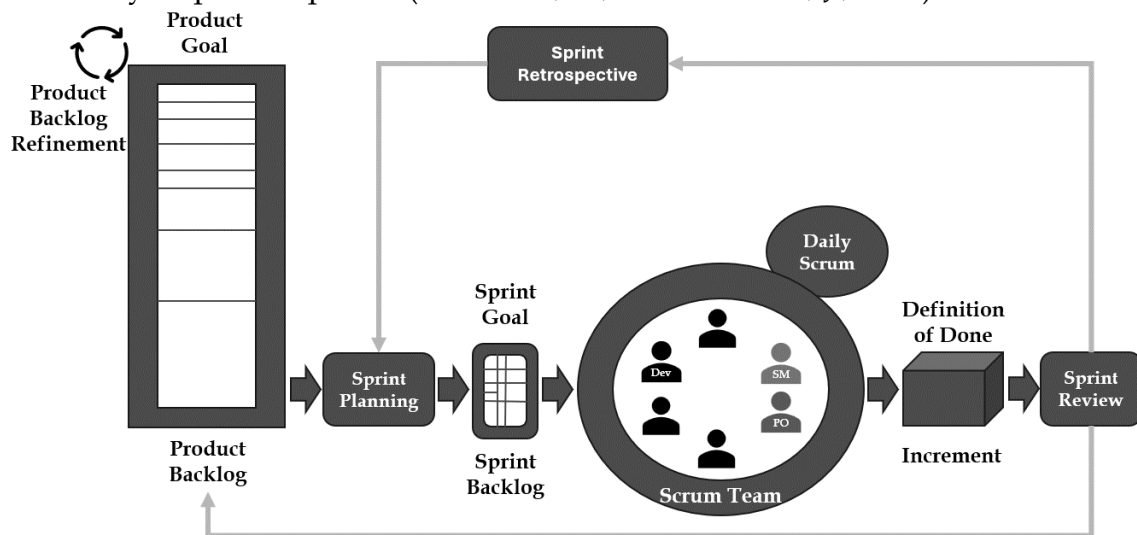 Product
Goal
Product
Backlog
Refinement
Sprint
Retrospective
Daily
Scrum
Sprint
Goal
Definition
of Done
Dev
SM
PO
Sprint
Planning
Sprint
Review
Product
Backlog
Sprint
Backlog
Scrum Team
Increment